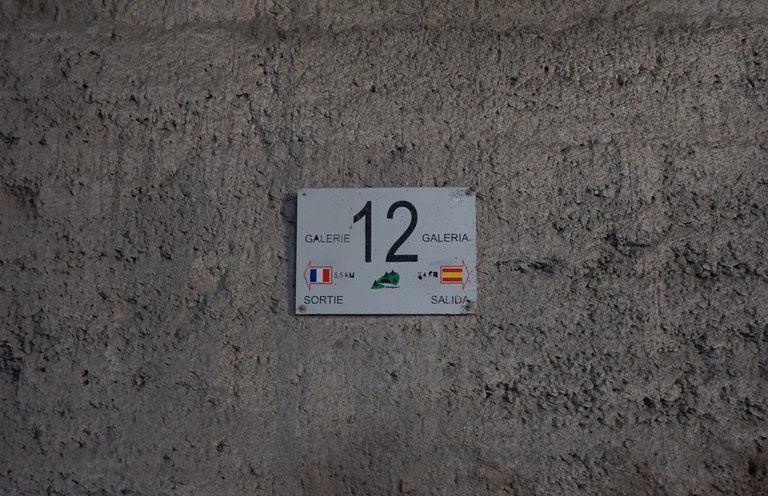 12
GALERIE GALERIA
5,5 KM
SORTIE SALIDA